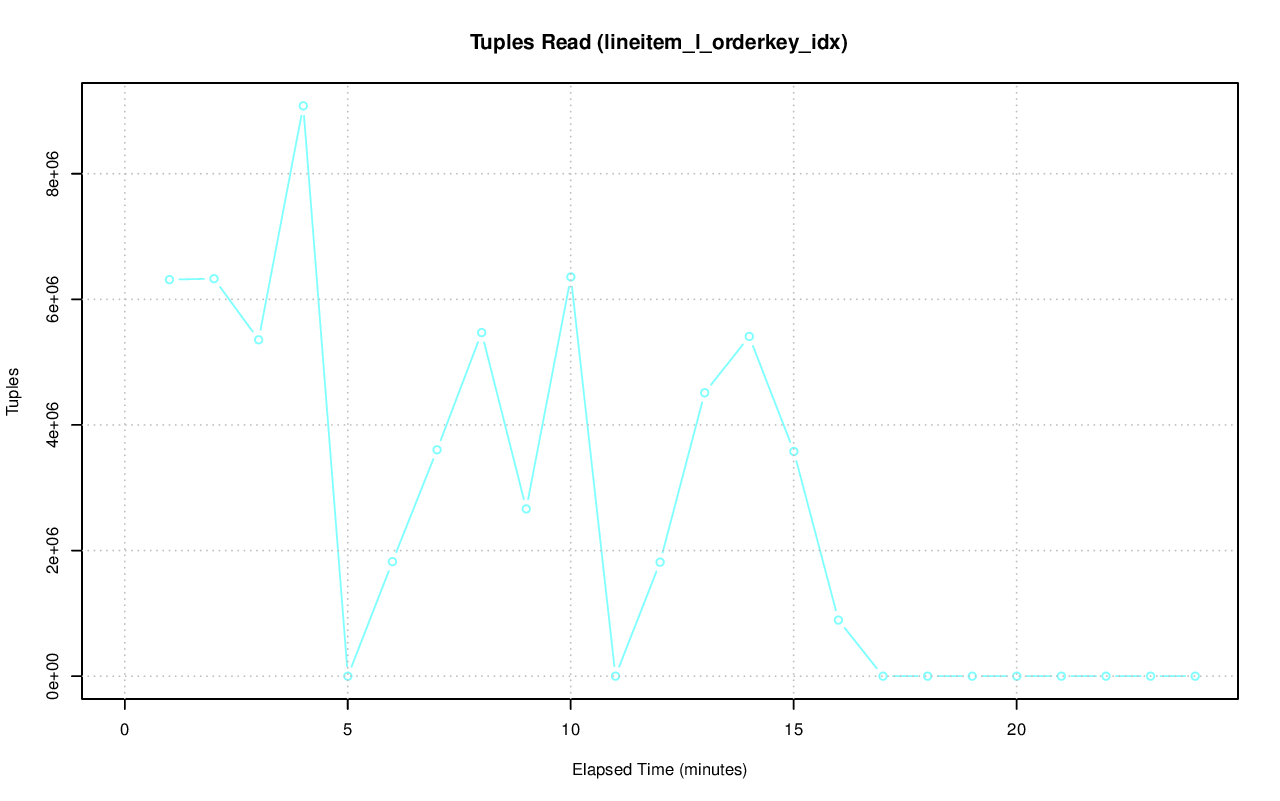 Tuples Read (lineitem_l_orderkey_idx)
Tuples
8e+06
6e+06
4e+06
2e+06
0e+00
0
5
10
15
20
Elapsed Time (minutes)